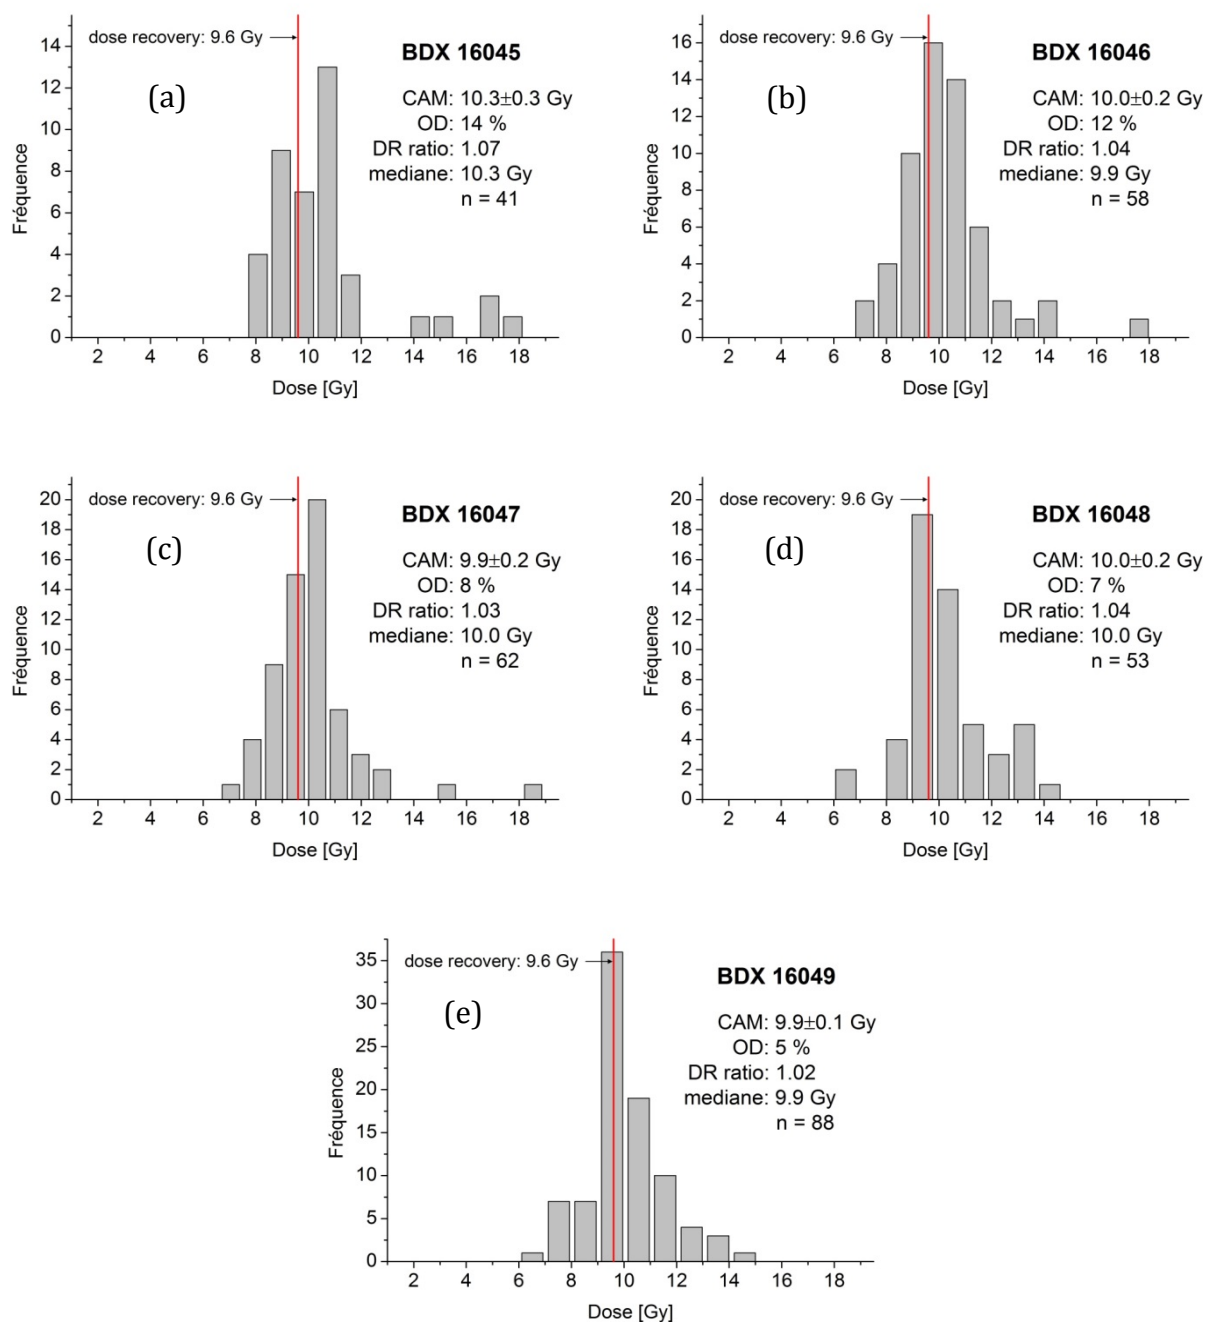 dose recovery: 9.6 Gy
BDX 16045
(a)
CAM: 10.3±0.3 Gy
OD: 14 %
DR ratio: 1.07
mediane: 10.3 Gy
n = 41
Fréquence
14
12
10
8
6
4
2
0
2 4 6 8 10 12 14 16 18
Dose [Gy]
dose recovery: 9.6 Gy
BDX 16046
(b)
CAM: 10.0±0.2 Gy
OD: 12 %
DR ratio: 1.04
mediane: 9.9 Gy
n = 58
Fréquence
16
14
12
10
8
6
4
2
0
2 4 6 8 10 12 14 16 18
Dose [Gy]
dose recovery: 9.6 Gy
BDX 16047
(c)
CAM: 9.9±0.2 Gy
OD: 8 %
DR ratio: 1.03
mediane: 10.0 Gy
n = 62
Fréquence
20
18
16
14
12
10
8
6
4
2
0
2 4 6 8 10 12 14 16 18
Dose [Gy]
dose recovery: 9.6 Gy
BDX 16048
(d)
CAM: 10.0±0.2 Gy
OD: 7 %
DR ratio: 1.04
mediane: 10.0 Gy
n = 53
Fréquence
20
18
16
14
12
10
8
6
4
2
0
2 4 6 8 10 12 14 16 18
Dose [Gy]
dose recovery: 9.6 Gy
BDX 16049
(e)
CAM: 9.9±0.1 Gy
OD: 5 %
DR ratio: 1.02
mediane: 9.9 Gy
n = 88
Fréquence
35
30
25
20
15
10
5
0
2 4 6 8 10 12 14 16 18
Dose [Gy]